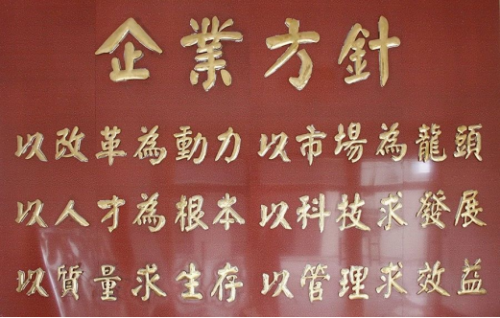 企業方針
以改革為動力 以市場為龍頭
以人才為根本 以科技求發展
以質量求生存 以管理求效益